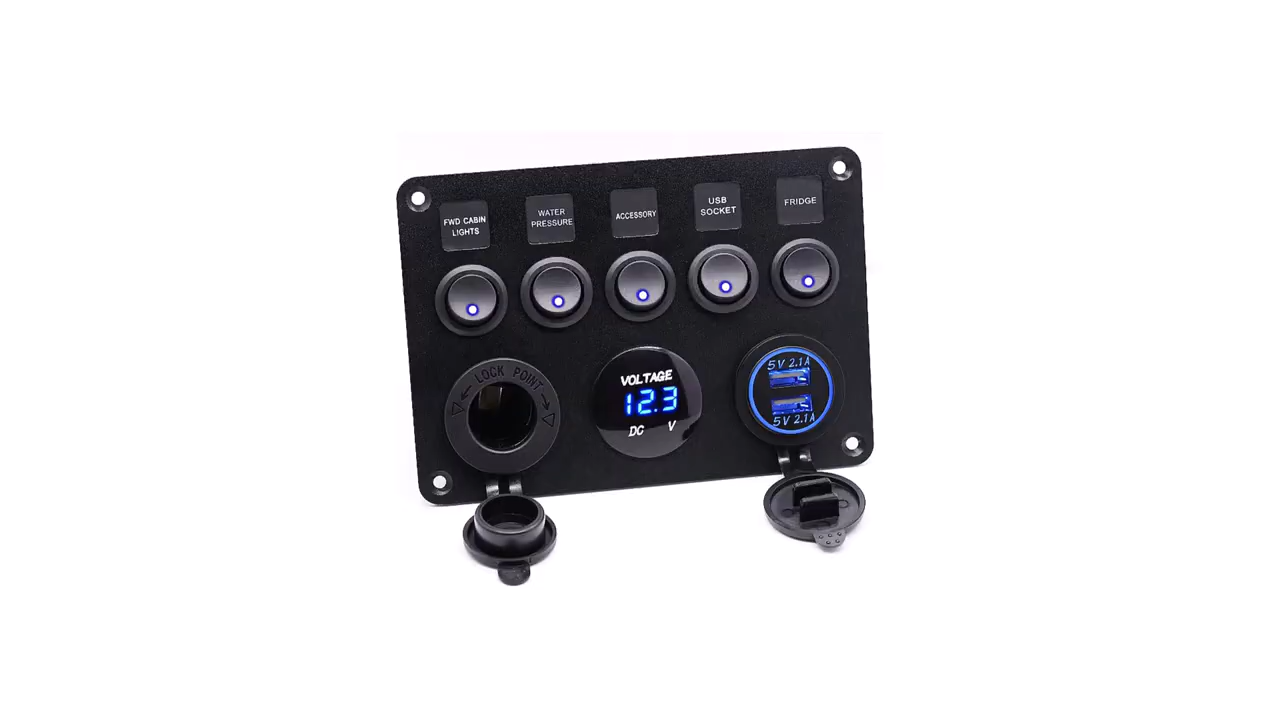 FWD CABIN
LIGHTS
WATER
PRESSURE
ACCESSORY
USB
SOCKET
FRIDGE
LOCK POINT
VOLTAGE
12.3
DC V
5V 2.1A
5V 2.1A